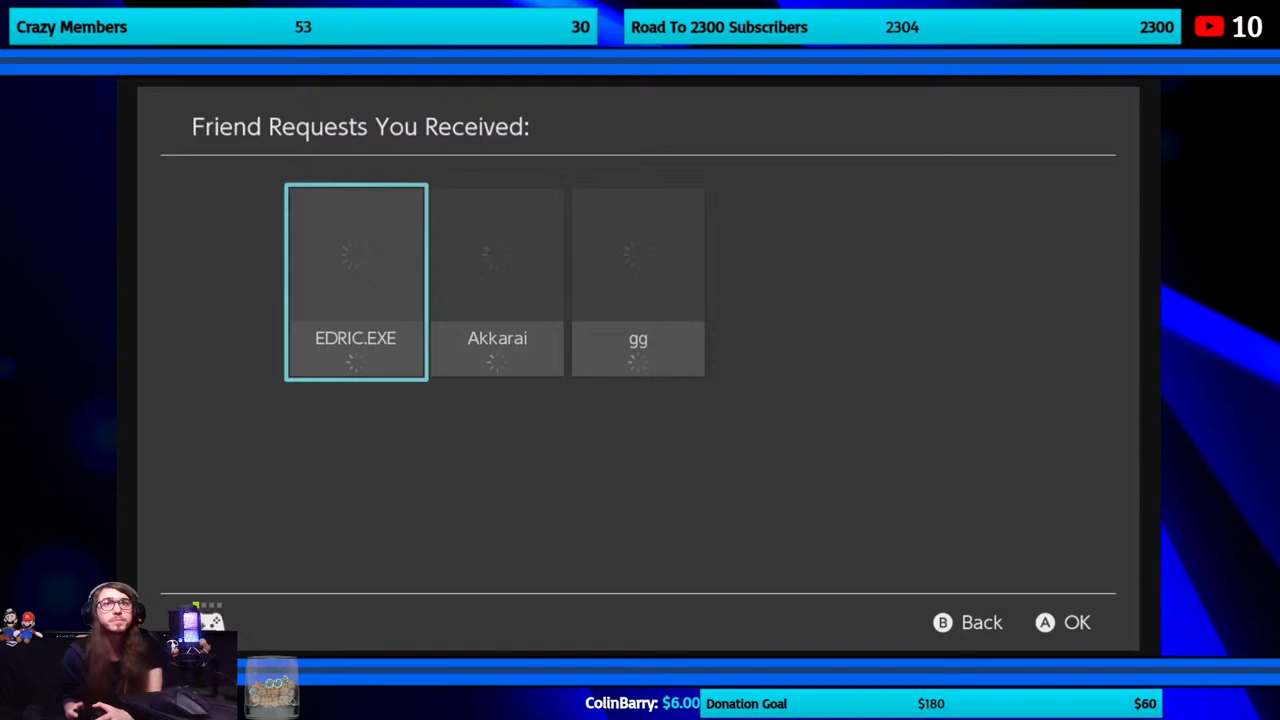 Crazy Members 53 30
Road To 2300 Subscribers 2304 2300
10
Friend Requests You Received:
EDRIC.EXE
Akkarai
gg
B Back
A OK
ColinBarry: $6.00
Donation Goal $180 $60